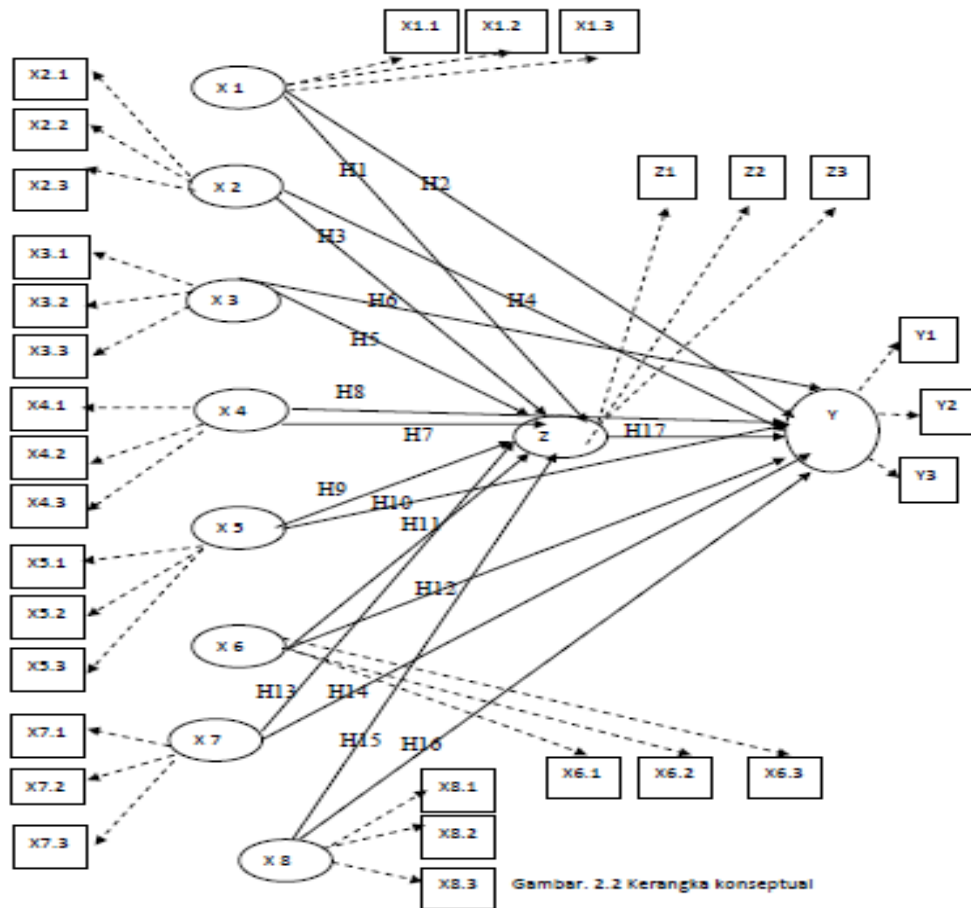 X1.1 X1.2 X1.3
X2.1
X 1
X2.2
H1 H2 Z1 Z2 Z3
X2.3 X 2
H3
X3.1
X3.2 X 3 H6 H4
X3.3 H5 Y1
X4.1 X 4 H8 Y Y2
X4.2 H7 Z H17
X4.3 H9 H10 Y3
X 5 H11
X5.1
X5.2 H12
X5.3 X 6
X7.1 X 7 H13 H14
H15 H16
X7.2 X6.1 X6.2 X6.3
X8.1
X7.3 X8.2
X 8
X8.3 Gambar. 2.2 Kerangka konseptual